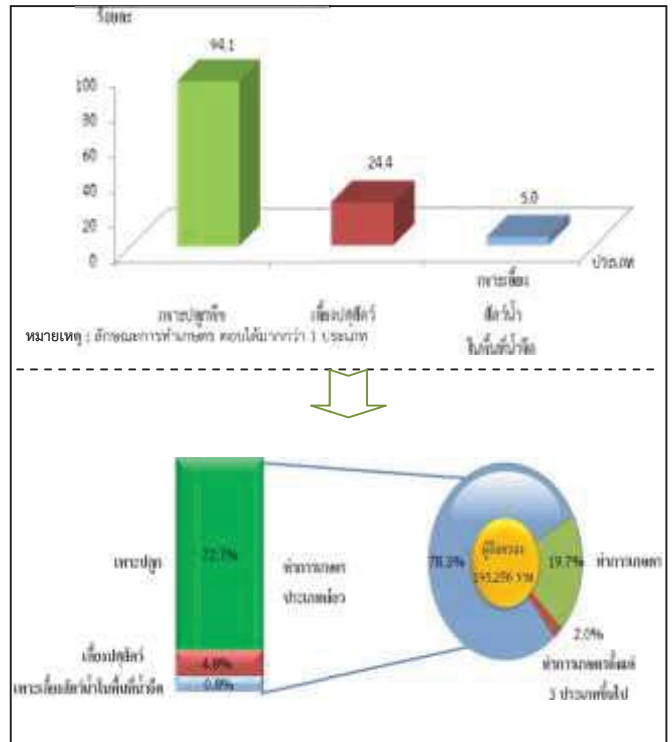 ร้อยละ
94.1
100
80
60
40
20
0
24.4
5.0
ประเภท
เพาะปลูกพืช
เลี้ยงปศุสัตว์
เพาะเลี้ยง
สัตว์น้ำ
ในพื้นที่น้ำจืด
หมายเหตุ : ลักษณะการทำเกษตร ตอบได้มากกว่า 1 ประเภท
เพาะปลูก
เลี้ยงปศุสัตว์
4.8%
เพาะเลี้ยงสัตว์น้ำในพื้นที่น้ำจืด
0.8%
ทำการเกษตร
ประเภทเดียว
78.3%
ผู้ถือครอง
ราย
19.7%
ทำการเกษตร
2.0%
ทำการเกษตรตั้งแต่
3 ประเภทขึ้นไป